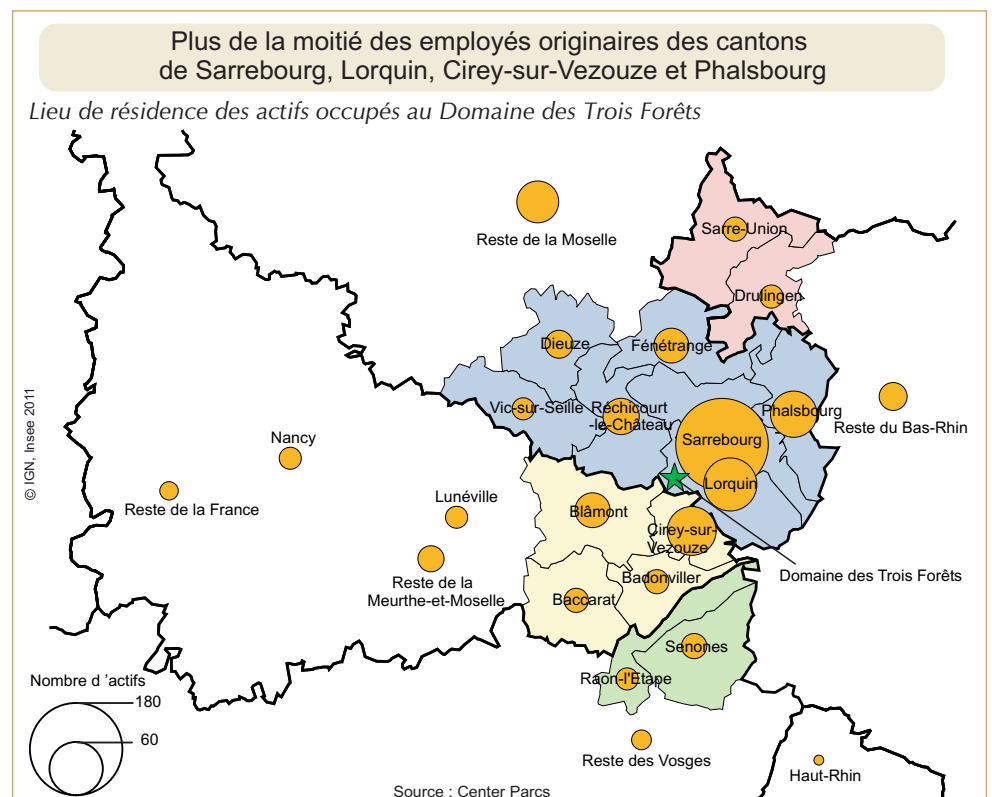 Plus de la moitié des employés originaires des cantons
de Sarrebourg, Lorquin, Cirey-sur-Vezouze et Phalsbourg
Lieu de résidence des actifs occupés au Domaine des Trois Forêts
Reste de la Moselle
Sarre-Union
Drulingen
Dieuze
Fénétrange
Vic-sur-Seille
Réchicourt
-le-Château
Phalsbourg
Reste du Bas-Rhin
Sarrebourg
Lorquin
Nancy
Reste de la France
Lunéville
Reste de la
Meurthe-et-Moselle
Blâmont
Cirey-sur-
Vezouze
Badonviller
Baccarat
Domaine des Trois Forêts
Senones
Raon-l'Etape
Reste des Vosges
Haut-Rhin
Nombre d 'actifs
180
60
© IGN, Insee 2011
Source : Center Parcs